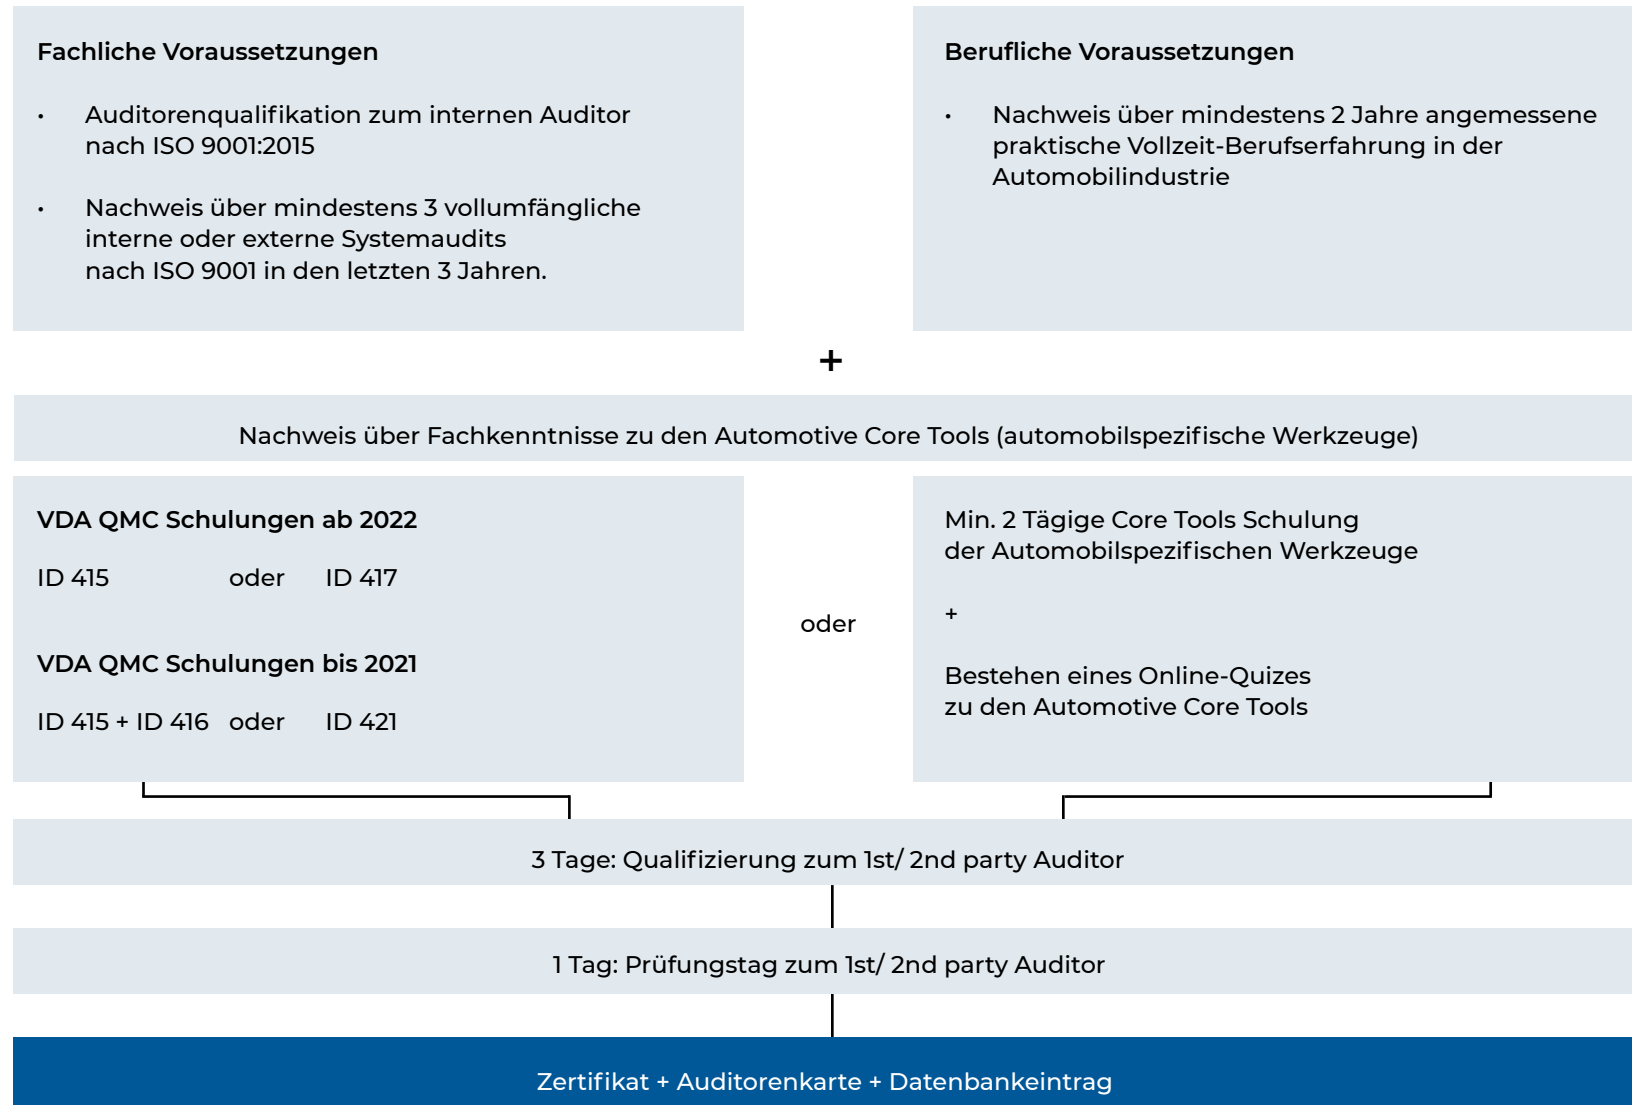 Fachliche Voraussetzungen
• Auditorenqualifikation zum internen Auditor
nach ISO 9001:2015
• Nachweis über mindestens 3 vollumfängliche
interne oder externe Systemaudits
nach ISO 9001 in den letzten 3 Jahren.
Berufliche Voraussetzungen
• Nachweis über mindestens 2 Jahre angemessene
praktische Vollzeit-Berufserfahrung in der
Automobilindustrie
+
Nachweis über Fachkenntnisse zu den Automotive Core Tools (automobilspezifische Werkzeuge)
VDA QMC Schulungen ab 2022
ID 415 oder ID 417
VDA QMC Schulungen bis 2021
ID 415 + ID 416 oder ID 421
oder
Min. 2 Tägige Core Tools Schulung
der Automobilspezifischen Werkzeuge
+
Bestehen eines Online-Quizes
zu den Automotive Core Tools
3 Tage: Qualifizierung zum 1st/ 2nd party Auditor
1 Tag: Prüfungstag zum 1st/ 2nd party Auditor
Zertifikat + Auditorenkarte + Datenbankeintrag